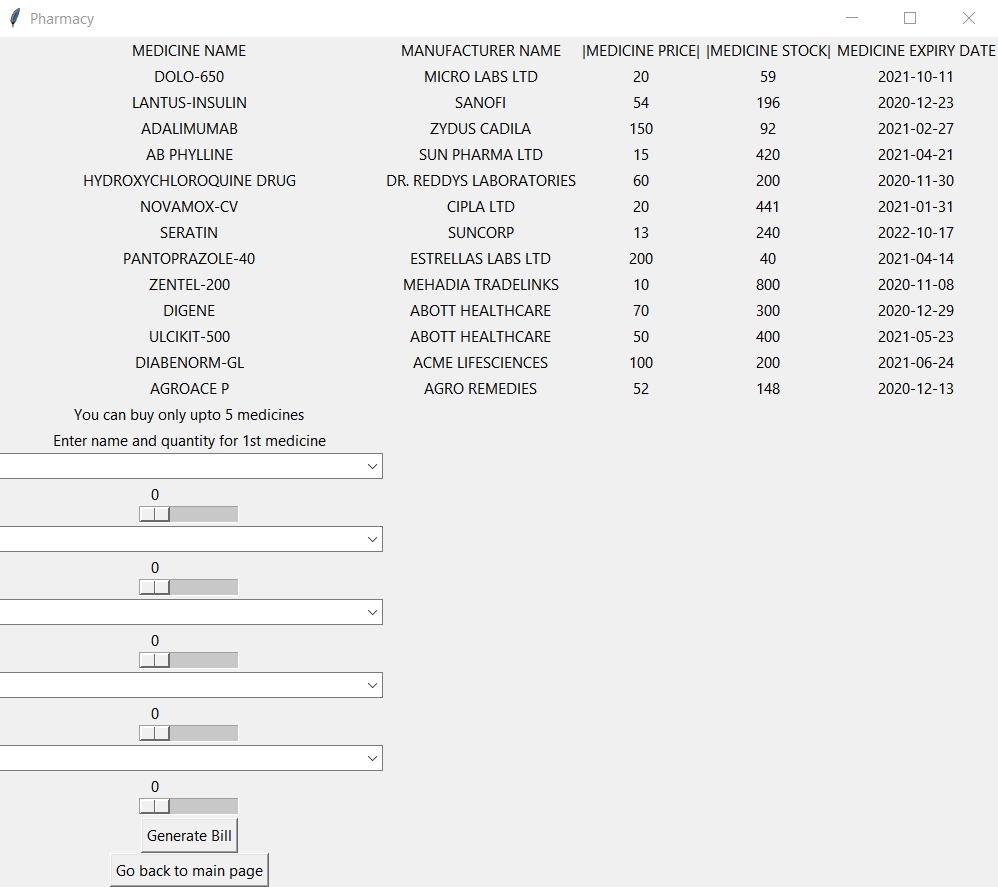 Pharmacy
MEDICINE NAME MANUFACTURER NAME |MEDICINE PRICE| |MEDICINE STOCK| MEDICINE EXPIRY DATE
DOLO-650 MICRO LABS LTD 20 59 2021-10-11
LANTUS-INSULIN SANOFI 54 196 2020-12-23
ADALIMUMAB ZYDUS CADILA 150 92 2021-02-27
AB PHYLLINE SUN PHARMA LTD 15 420 2021-04-21
HYDROXYCHLOROQUINE DRUG DR. REDDYS LABORATORIES 60 200 2020-11-30
NOVAMOX-CV CIPLA LTD 20 441 2021-01-31
SERATIN SUNCORP 13 240 2022-10-17
PANTOPRAZOLE-40 ESTRELLAS LABS LTD 200 40 2021-04-14
ZENTEL-200 MEHADIA TRADELINKS 10 800 2020-11-08
DIGENE ABOTT HEALTHCARE 70 300 2020-12-29
ULCIKIT-500 ABOTT HEALTHCARE 50 400 2021-05-23
DIABENORM-GL ACME LIFESCIENCES 100 200 2021-06-24
AGROACE P AGRO REMEDIES 52 148 2020-12-13
You can buy only upto 5 medicines
Enter name and quantity for 1st medicine
0
0
0
0
0
Generate Bill
Go back to main page